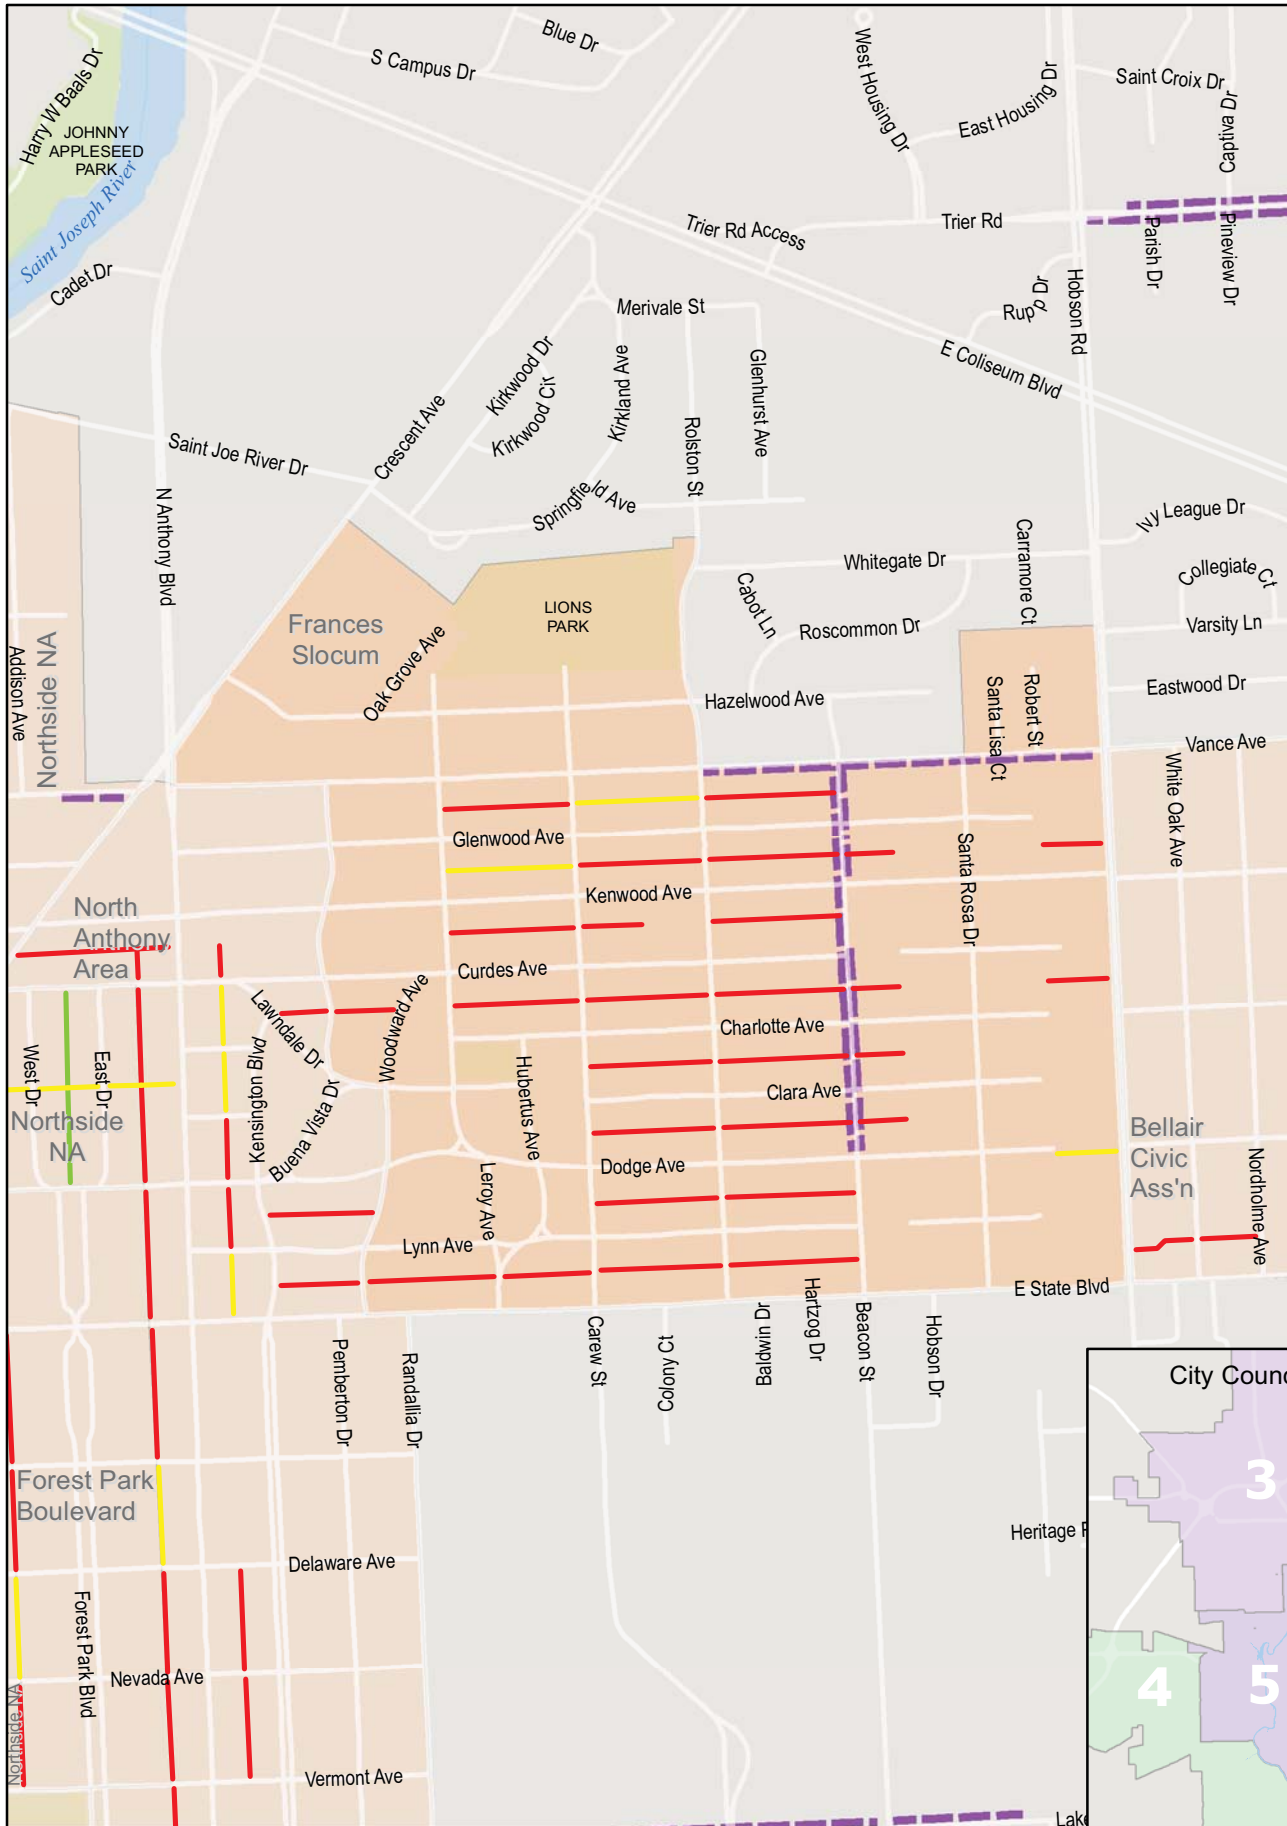 Blue Dr
S Campus Dr
West Housing Dr
East Housing Dr
Saint Croix Dr
Captiva Dr
Harry W Baals Dr
JOHNNY
APPLESEED
PARK
Saint Joseph River
Cadet Dr
Trier Rd Access
Trier Rd
Parish Dr
Pineview Dr
Rupp Dr
Hobson Rd
Merivale St
E Coliseum Blvd
Kirkwood Dr
Kirkwood Cir
Kirkland Ave
Glenhurst Ave
Rolston St
Crescent Ave
Saint Joe River Dr
Springfield Ave
N Anthony Blvd
Ivy League Dr
Carramore Ct
Whitegate Dr
Collegiate Ct
Cabot Ln
Roscommon Dr
Varsity Ln
LIONS
PARK
Frances
Slocum
Oak Grove Ave
Addison Ave
Northside NA
Hazelwood Ave
Santa Lisa Ct
Robert St
Eastwood Dr
Vance Ave
White Oak Ave
Glenwood Ave
Santa Rosa Dr
Kenwood Ave
North
Anthony
Area
Curdes Ave
Lawndale Dr
Woodward Ave
Charlotte Ave
West Dr
East Dr
Kensington Blvd
Buena Vista Dr
Hubertus Ave
Clara Ave
Northside
NA
Bellair
Civic
Ass'n
Dodge Ave
Leroy Ave
Nordholme Ave
Lynn Ave
E State Blvd
Pemberton Dr
Randallia Dr
Carew St
Colony Ct
Baldwin Dr
Hartzog Dr
Beacon St
Hobson Dr
City Counc
3
Forest Park
Boulevard
Heritage
Delaware Ave
Forest Park Blvd
Nevada Ave
4
5
Northside NA
Vermont Ave
Lake